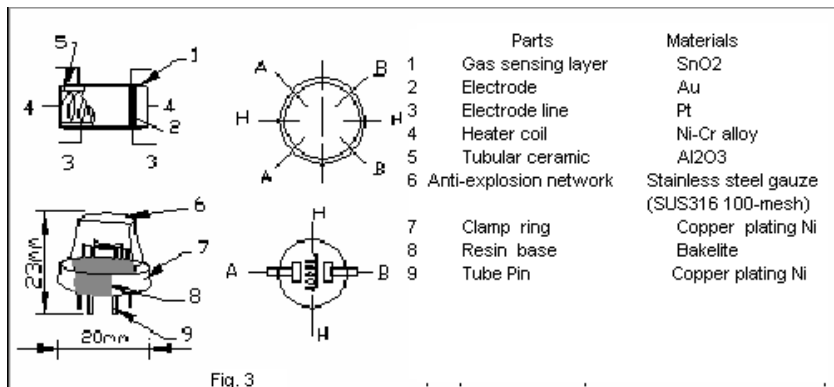 Parts Materials
1 Gas sensing layer SnO2
2 Electrode Au
3 Electrode line Pt
4 Heater coil Ni-Cr alloy
5 Tubular ceramic Al2O3
6 Anti-explosion network Stainless steel gauze
(SUS316 100-mesh)
7 Clamp ring Copper plating Ni
8 Resin base Bakelite
9 Tube Pin Copper plating Ni
5
1
4
4
2
3
3
A
B
H
H
A
B
6
7
8
9
23mm
20mm
H
A
B
H
Fig. 3